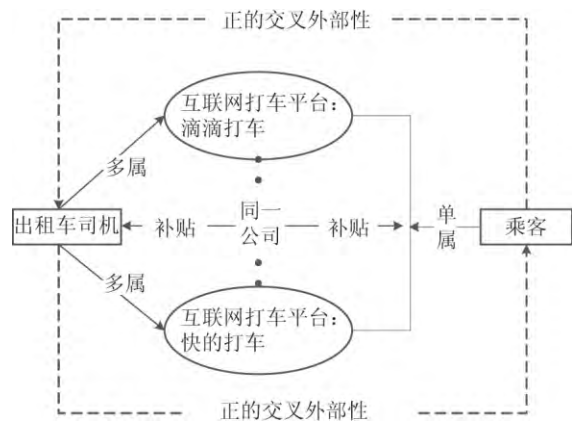 正的交叉外部性
互联网打车平台：
滴滴打车
多属
出租车司机
补贴
同一
公司
补贴
单
属
乘客
多属
互联网打车平台：
快的打车
正的交叉外部性